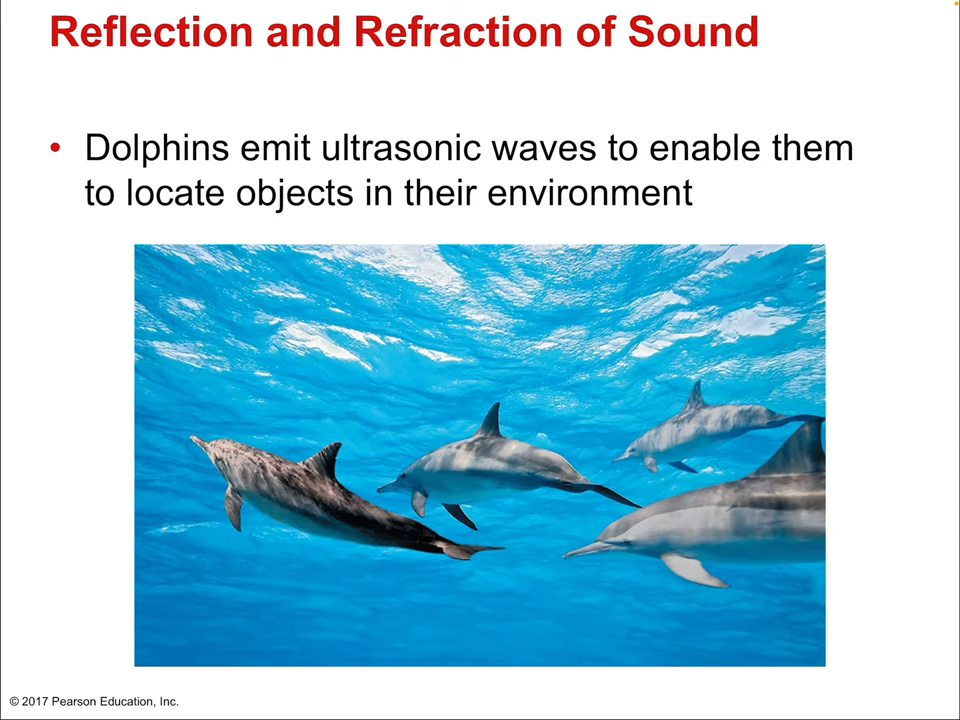 Reflection and Refraction of Sound
• Dolphins emit ultrasonic waves to enable them
to locate objects in their environment
© 2017 Pearson Education, Inc.